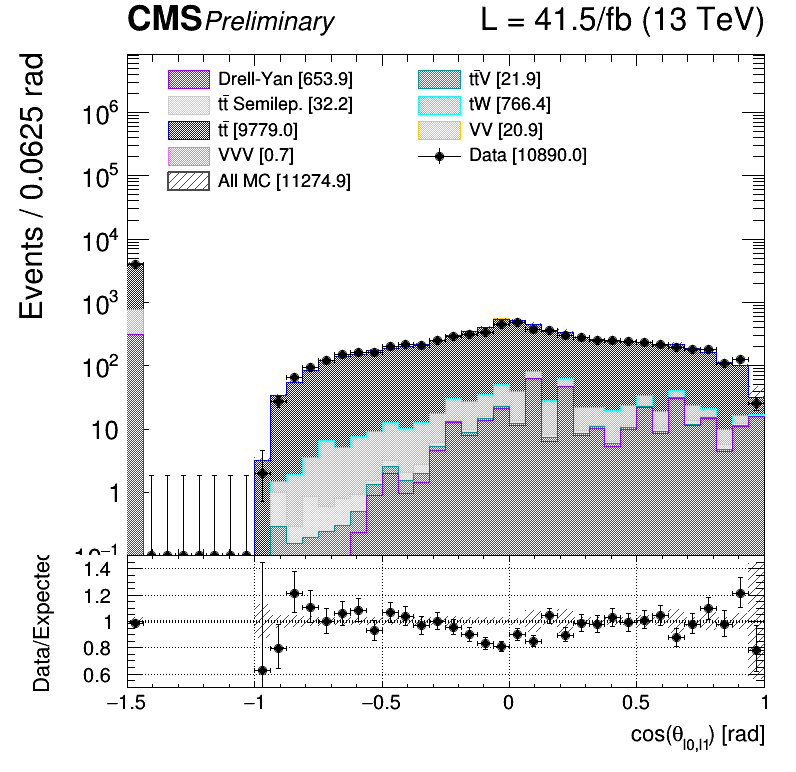 CMS Preliminary L = 41.5/fb (13 TeV)
Events / 0.0625 rad
Drell-Yan [653.9]
tt̄ Semilep. [32.2]
tt̄ [9779.0]
VVV [0.7]
All MC [11274.9]
tt̄V [21.9]
tW [766.4]
VV [20.9]
Data [10890.0]
10⁶
10⁵
10⁴
10³
10²
10
1
10⁻¹
Data/Expected
1.4
1.2
1
0.8
0.6
−1.5 −1 −0.5 0 0.5 1
cos(θ_l0,l1) [rad]